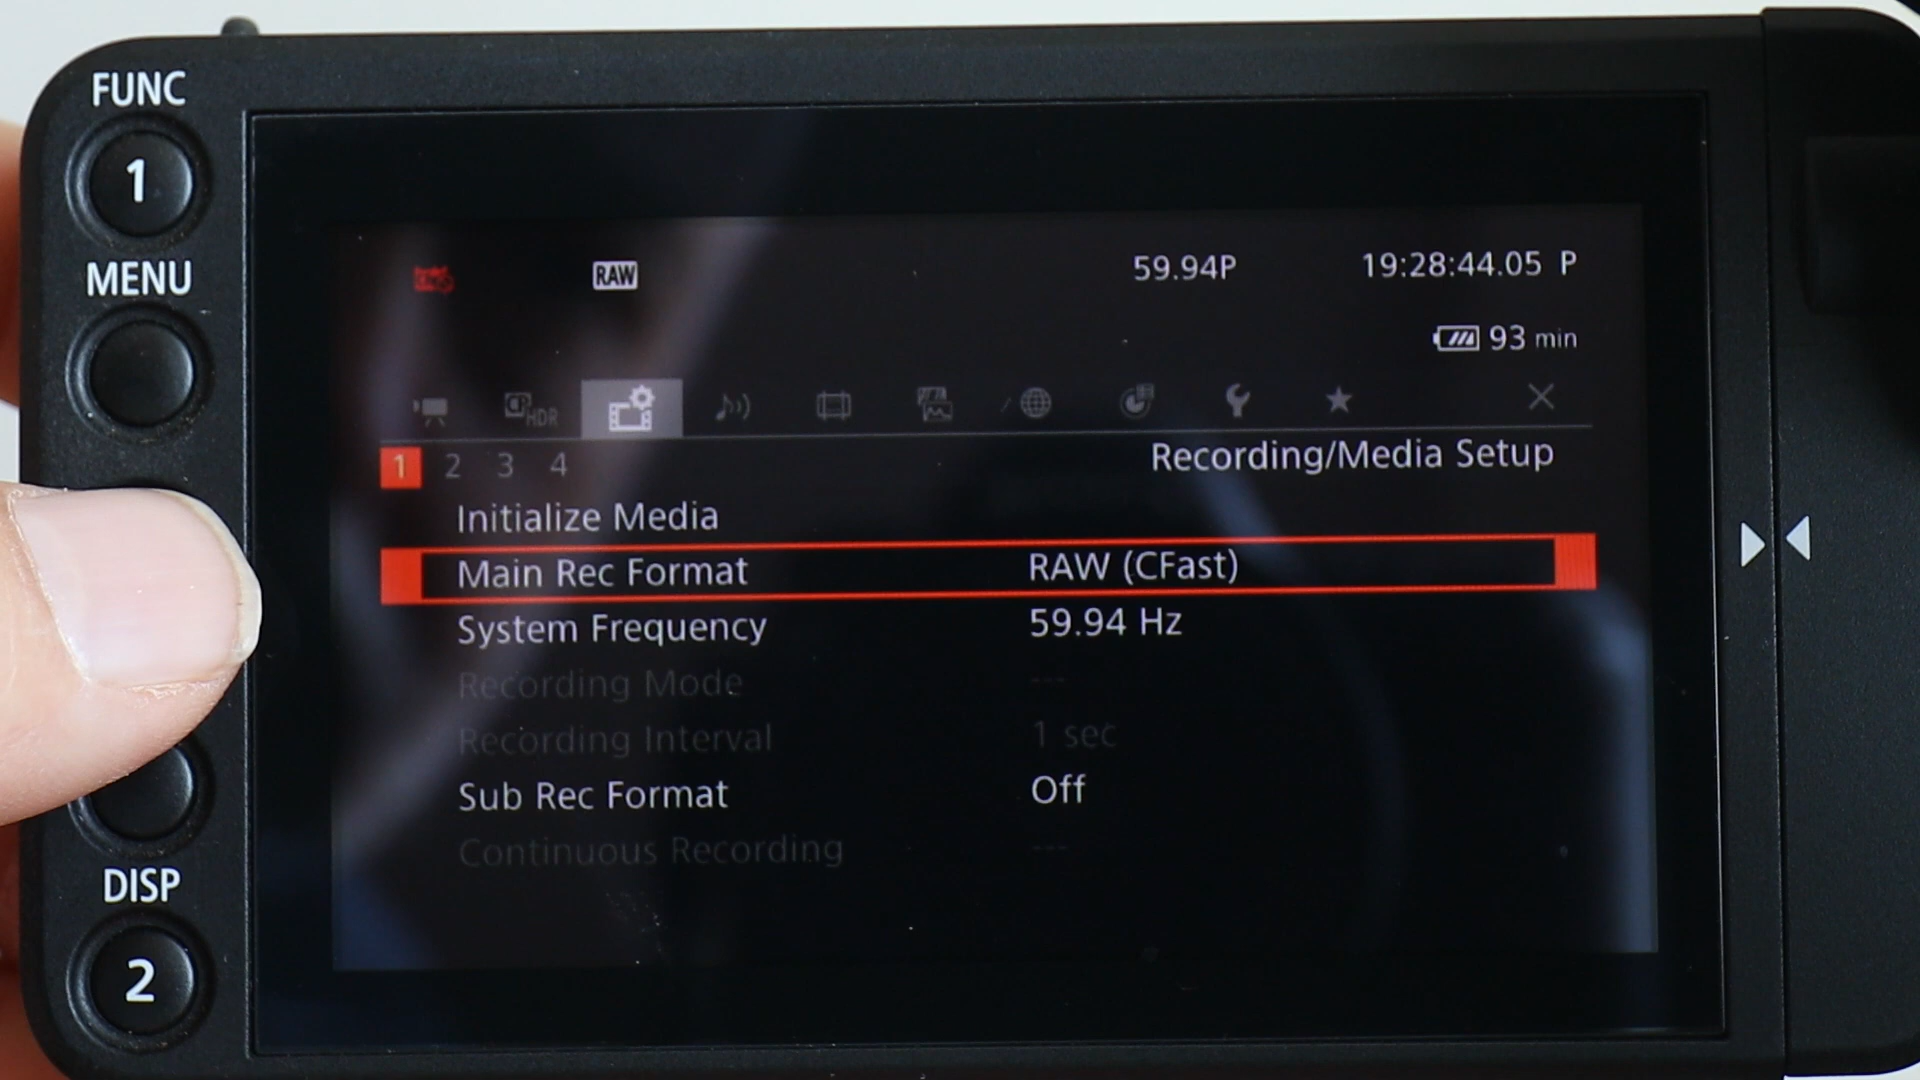 FUNC
1
MENU
DISP
2
RAW 59.94P 19:28:44.05 P
93 min
HDR
1 2 3 4 Recording/Media Setup
Initialize Media
Main Rec Format RAW (CFast)
System Frequency 59.94 Hz
Recording Mode ---
Recording Interval 1 sec
Sub Rec Format Off
Continuous Recording ---